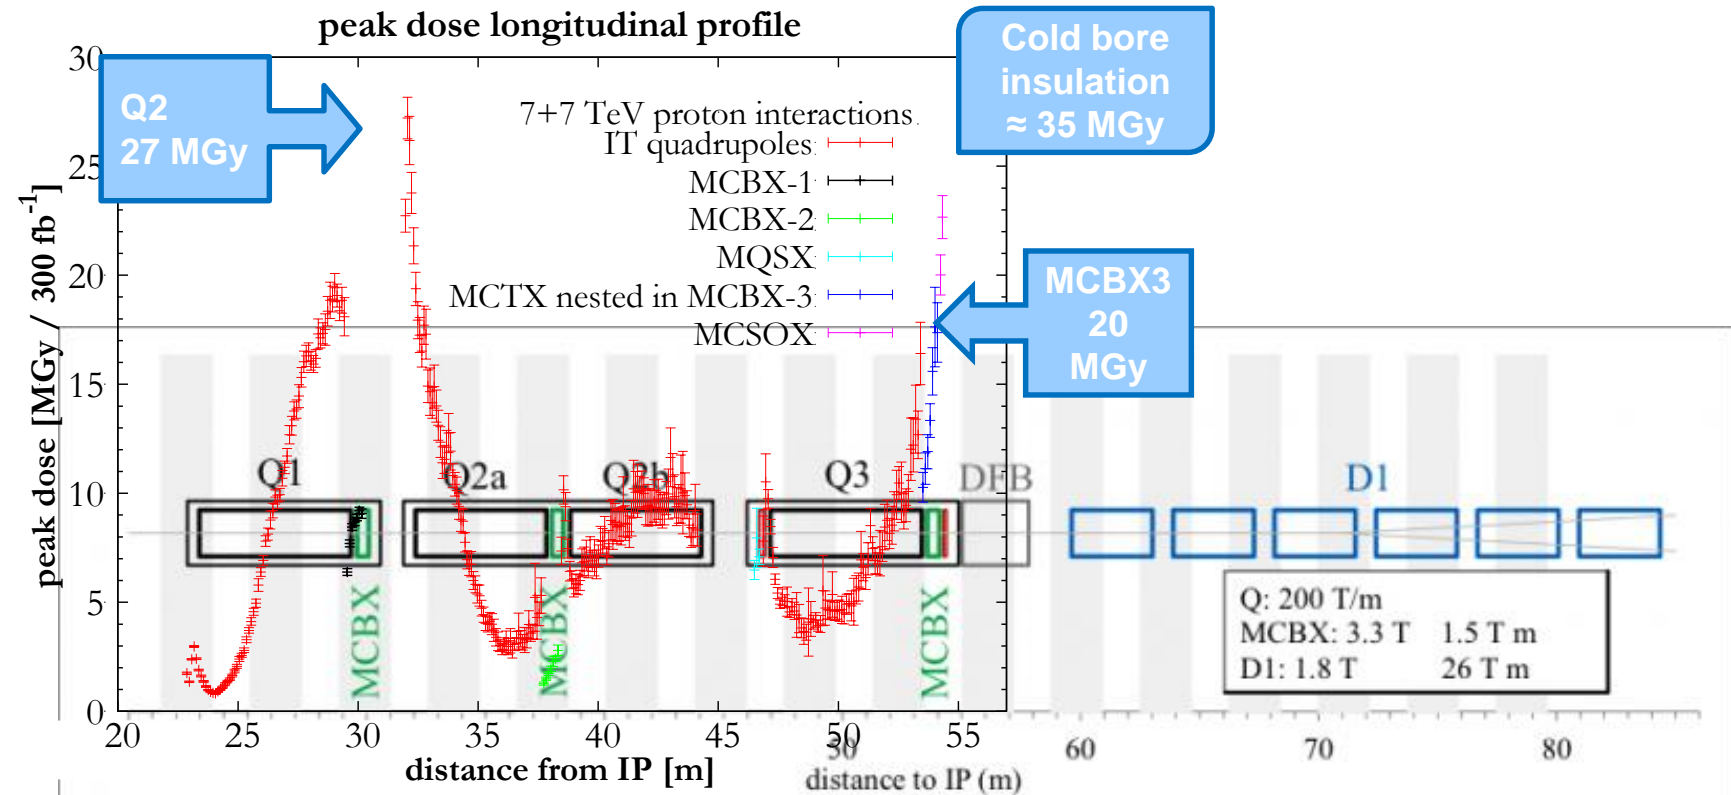 peak dose longitudinal profile
Cold bore
insulation
≈ 35 MGy
Q2
27 MGy
30
25
20
15
10
5
0
peak dose [MGy / 300 fb⁻¹]
7+7 TeV proton interactions
IT quadrupoles
MCBX-1
MCBX-2
MQSX
MCTX nested in MCBX-3
MCSOX
MCBX3
20
MGy
Q1
Q2a
Q2b
Q3
DFB
D1
MCBX
MCBX
MCBX
Q: 200 T/m
MCBX: 3.3 T 1.5 T m
D1: 1.8 T 26 T m
20 25 30 35 40 45 50 55
50 60 70 80
distance from IP [m]
distance to IP (m)